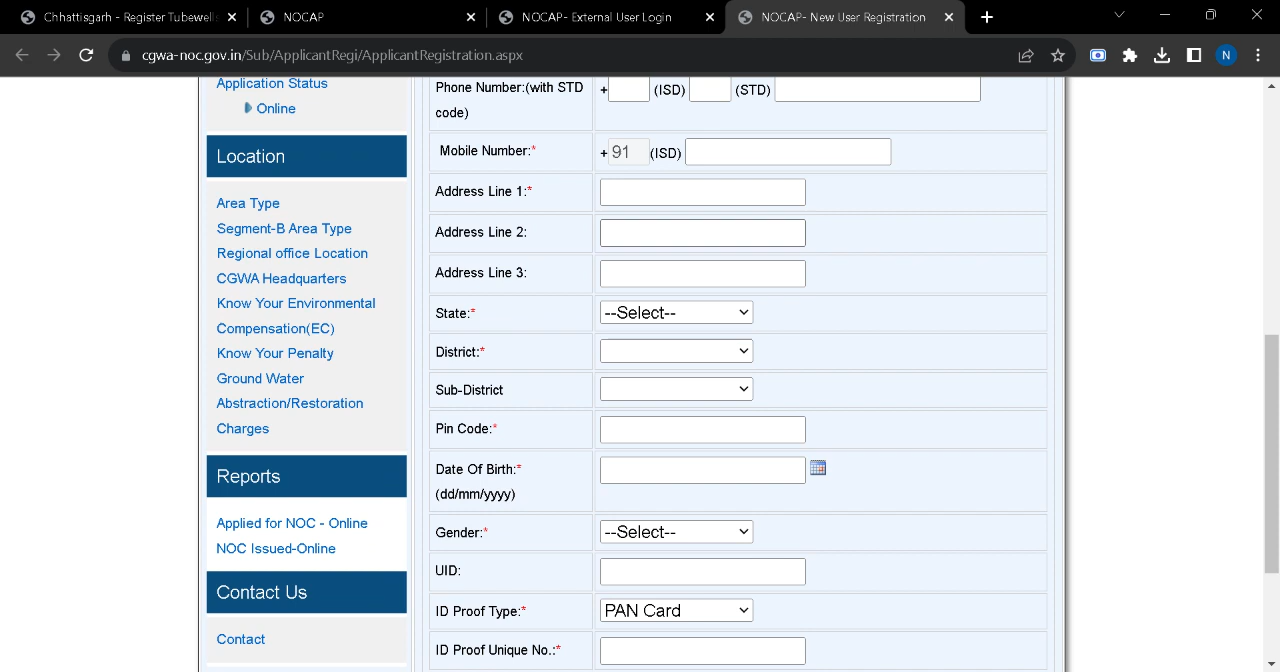 Chhattisgarh - Register Tubewells
NOCAP
NOCAP- External User Login
NOCAP- New User Registration
cgwa-noc.gov.in/Sub/ApplicantRegi/ApplicantRegistration.aspx
N
Application Status
Online
Location
Area Type
Segment-B Area Type
Regional office Location
CGWA Headquarters
Know Your Environmental
Compensation(EC)
Know Your Penalty
Ground Water
Abstraction/Restoration
Charges
Reports
Applied for NOC - Online
NOC Issued-Online
Contact Us
Contact
Phone Number:(with STD
code)
+ (ISD) (STD)
Mobile Number:* +91 (ISD)
Address Line 1:*
Address Line 2:
Address Line 3:
State:* --Select--
District:*
Sub-District
Pin Code:*
Date Of Birth:*
(dd/mm/yyyy)
Gender:* --Select--
UID:
ID Proof Type:* PAN Card
ID Proof Unique No.:*